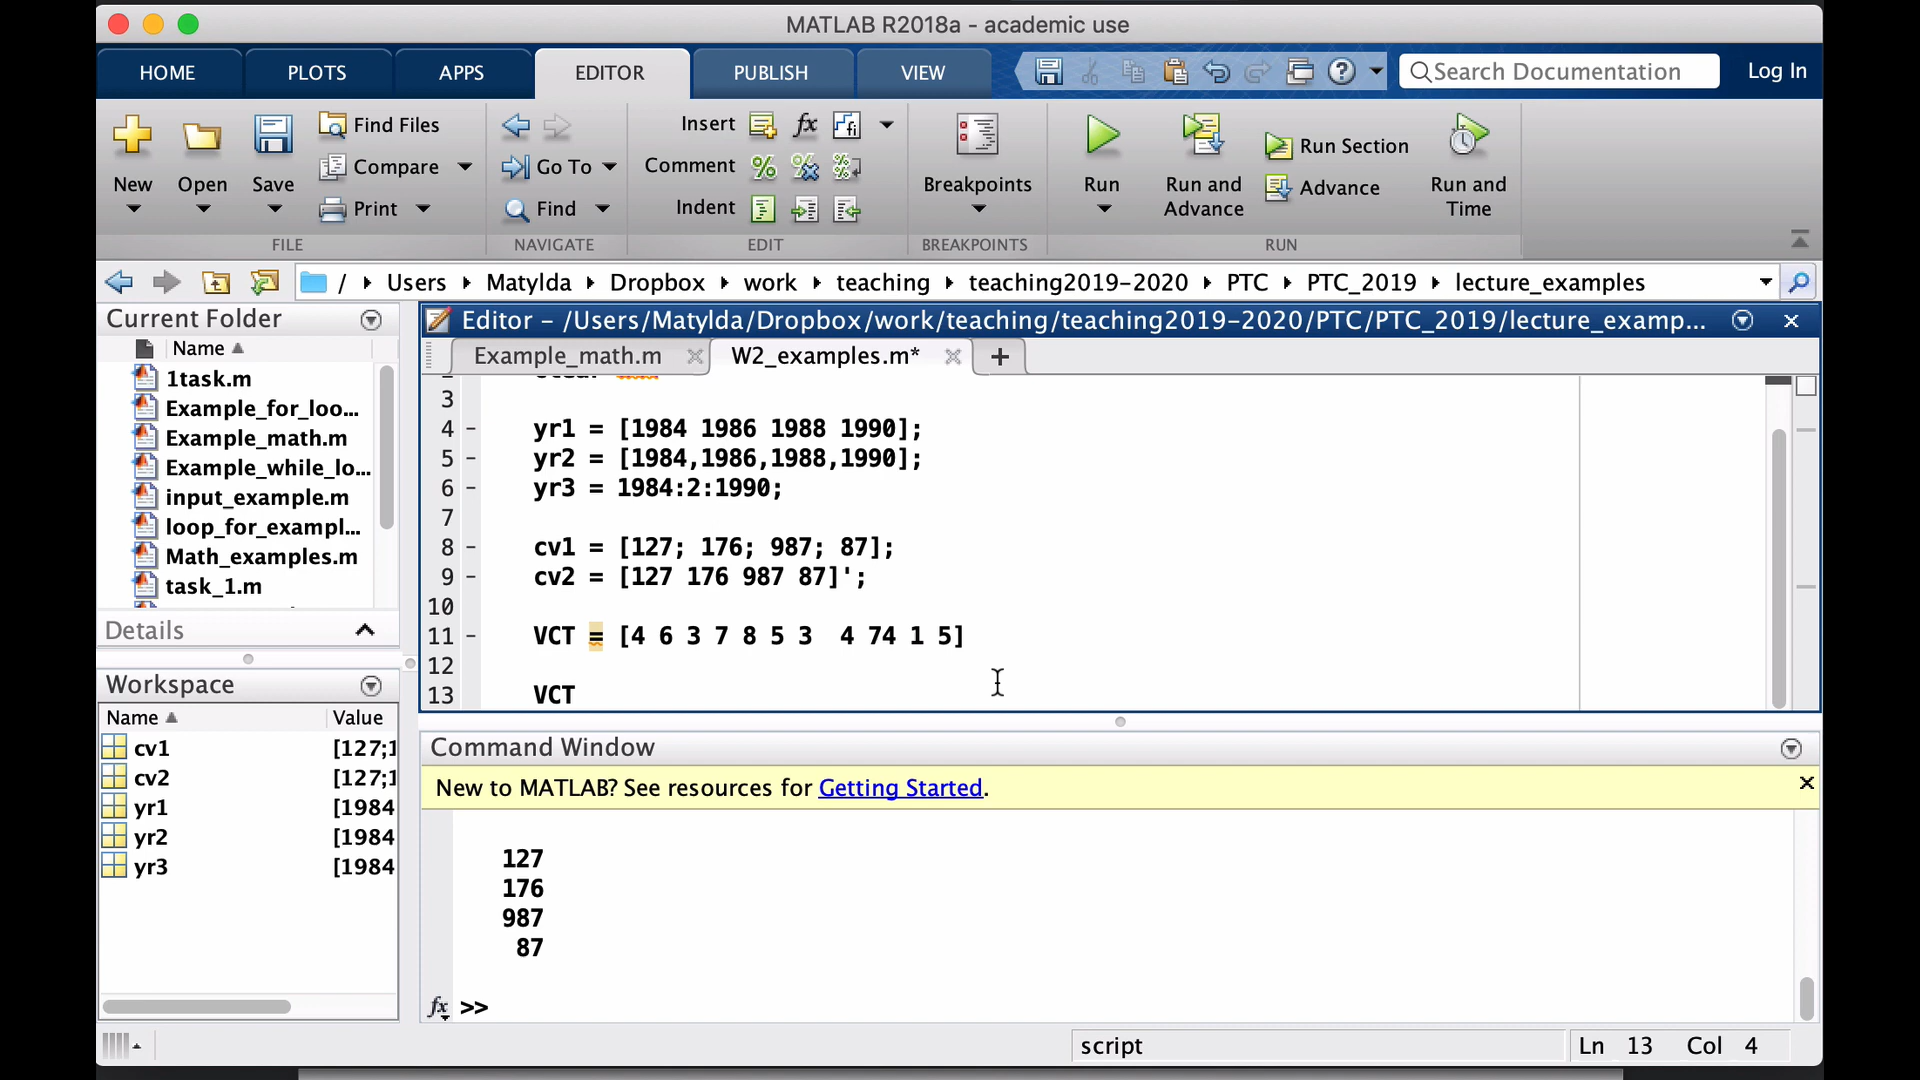 MATLAB R2018a - academic use
HOME PLOTS APPS EDITOR PUBLISH VIEW Search Documentation Log In
New Open Save Find Files Compare Print
FILE
Go To Find
NAVIGATE
Insert fx fi
Comment
Indent
EDIT
Breakpoints
BREAKPOINTS
Run Run and Advance Run Section Advance Run and Time
RUN
/ Users Matylda Dropbox work teaching teaching2019-2020 PTC PTC_2019 lecture_examples
Current Folder
Name
1task.m
Example_for_loo...
Example_math.m
Example_while_lo...
input_example.m
loop_for_exampl...
Math_examples.m
task_1.m
Details
Workspace
Name Value
cv1 [127;1
cv2 [127;1
yr1 [1984
yr2 [1984
yr3 [1984
Editor - /Users/Matylda/Dropbox/work/teaching/teaching2019-2020/PTC/PTC_2019/lecture_examp...
Example_math.m W2_examples.m* +
3
4 - yr1 = [1984 1986 1988 1990];
5 - yr2 = [1984,1986,1988,1990];
6 - yr3 = 1984:2:1990;
7
8 - cv1 = [127; 176; 987; 87];
9 - cv2 = [127 176 987 87]';
10
11 - VCT = [4 6 3 7 8 5 3  4 74 1 5]
12
13 VCT
Command Window
New to MATLAB? See resources for Getting Started.
127
176
987
87
fx >>
script Ln 13 Col 4